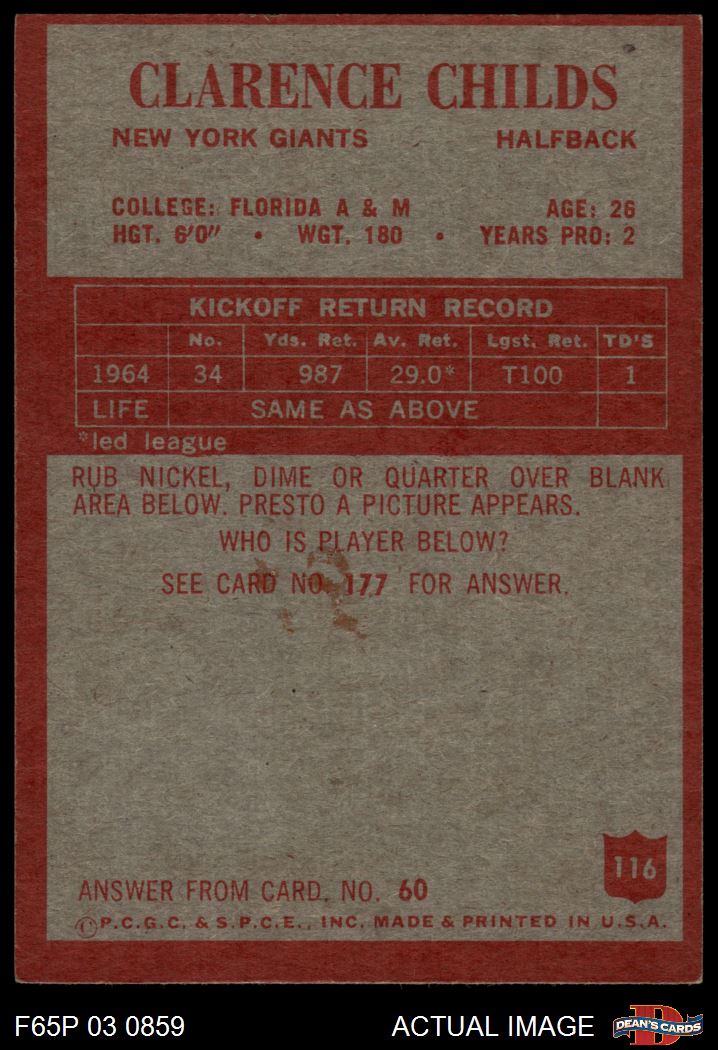 CLARENCE CHILDS
NEW YORK GIANTS HALFBACK
COLLEGE: FLORIDA A & M AGE: 26
HGT. 6'0" • WGT. 180 • YEARS PRO: 2
KICKOFF RETURN RECORD
No. Yds. Ret. Av. Ret. Lgst. Ret. TD'S
1964 34 987 29.0* T100 1
LIFE SAME AS ABOVE
*led league
RUB NICKEL, DIME OR QUARTER OVER BLANK
AREA BELOW. PRESTO A PICTURE APPEARS.
WHO IS PLAYER BELOW?
SEE CARD NO. 177 FOR ANSWER.
116
ANSWER FROM CARD. NO. 60
©P.C.G.C. & S.P.C.E., INC. MADE & PRINTED IN U.S.A.
F65P 03 0859 ACTUAL IMAGE DEAN'S CARDS